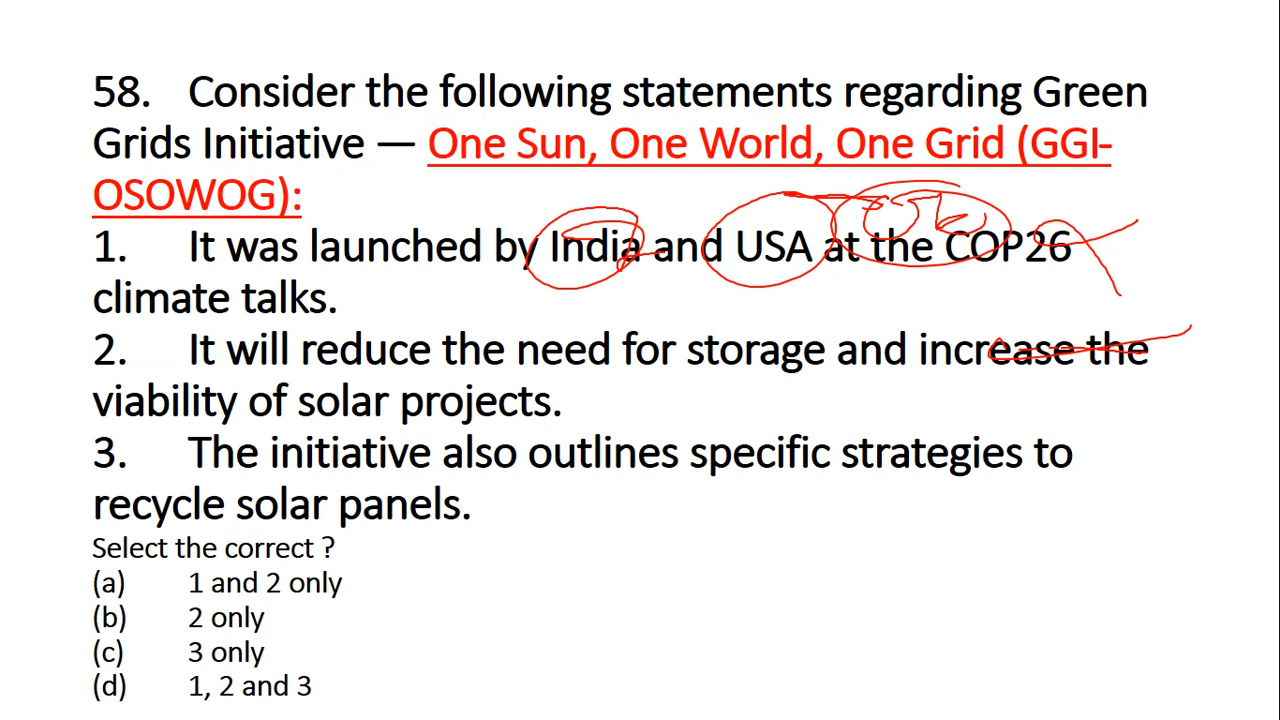 58. Consider the following statements regarding Green
Grids Initiative — One Sun, One World, One Grid (GGI-
OSOWOG):
1. It was launched by India and USA at the COP26
climate talks.
2. It will reduce the need for storage and increase the
viability of solar projects.
3. The initiative also outlines specific strategies to
recycle solar panels.
Select the correct ?
(a) 1 and 2 only
(b) 2 only
(c) 3 only
(d) 1, 2 and 3